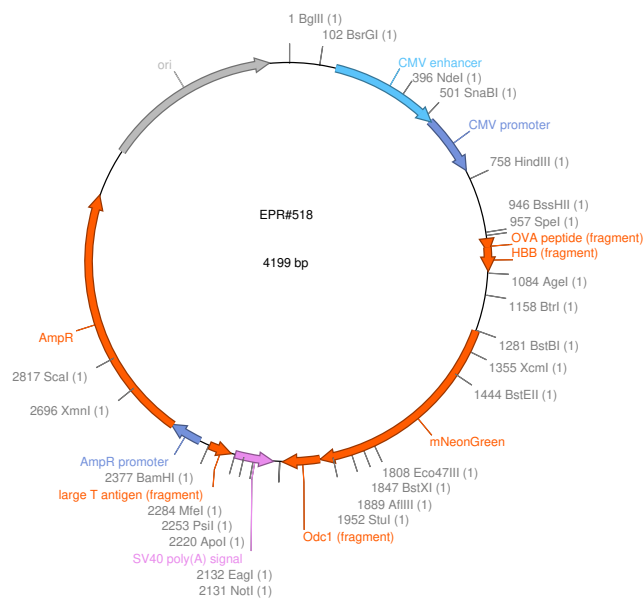 1 BglII (1)
102 BsrGI (1)
CMV enhancer
396 NdeI (1)
501 SnaBI (1)
CMV promoter
758 HindIII (1)
946 BssHII (1)
957 SpeI (1)
OVA peptide (fragment)
HBB (fragment)
1084 AgeI (1)
1158 BtrI (1)
1281 BstBI (1)
1355 XcmI (1)
1444 BstEII (1)
mNeonGreen
1808 Eco47III (1)
1847 BstXI (1)
1889 AflIII (1)
1952 StuI (1)
Odc1 (fragment)
2131 NotI (1)
2132 EagI (1)
SV40 poly(A) signal
2220 ApoI (1)
2253 PsiI (1)
2284 MfeI (1)
large T antigen (fragment)
2377 BamHI (1)
AmpR promoter
2696 XmnI (1)
2817 ScaI (1)
AmpR
ori
EPR#518
4199 bp